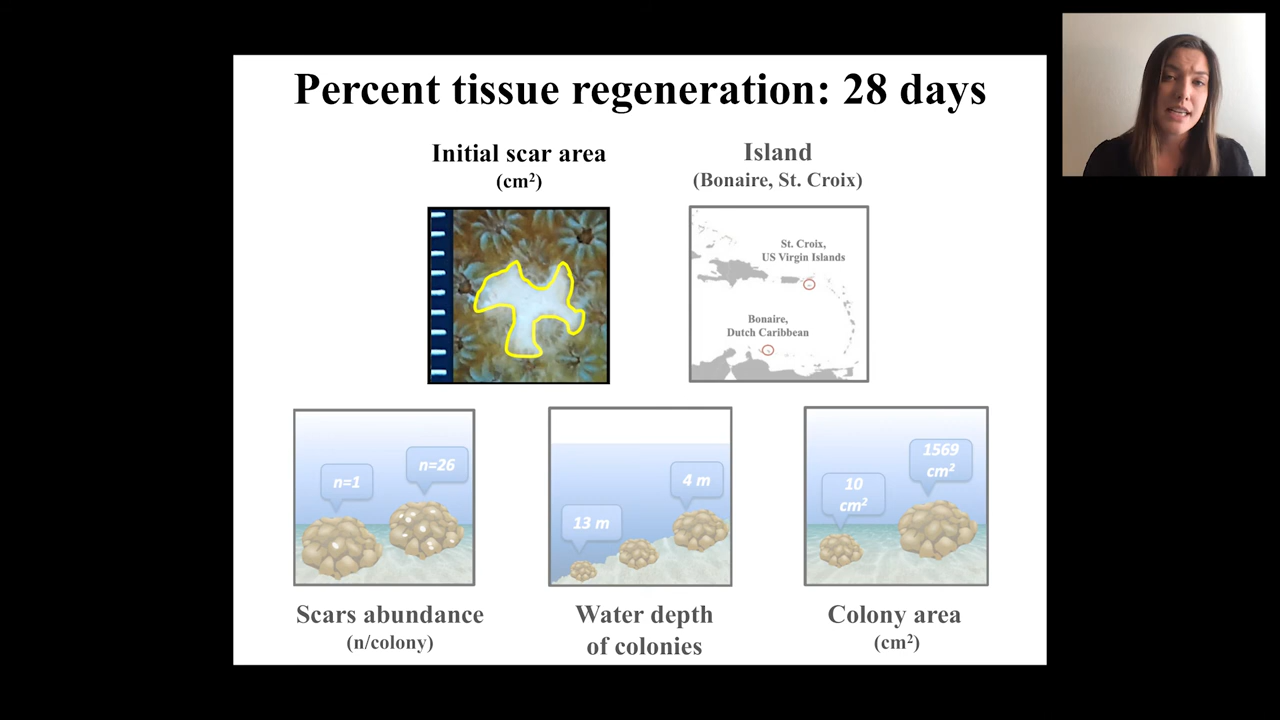 Percent tissue regeneration: 28 days
Initial scar area
(cm²)
Island
(Bonaire, St. Croix)
St. Croix,
US Virgin Islands
Bonaire,
Dutch Caribbean
n=1
n=26
13 m
4 m
10
cm²
1569
cm²
Scars abundance
(n/colony)
Water depth
of colonies
Colony area
(cm²)